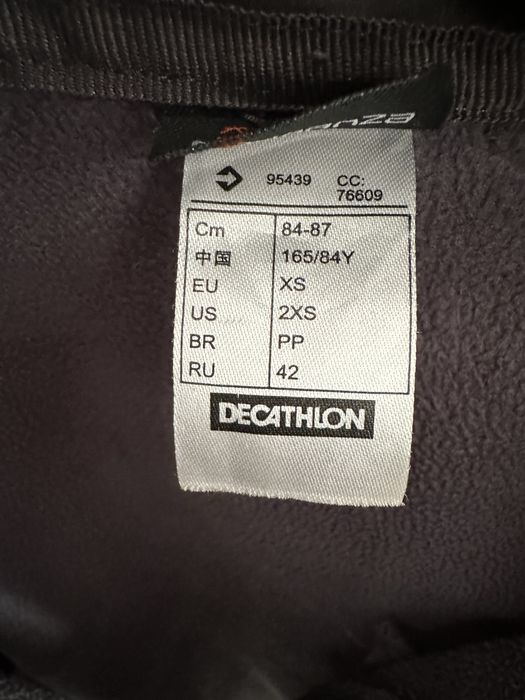 95439 CC:
76609
Cm 84-87
中国 165/84Y
EU XS
US 2XS
BR PP
RU 42
DECATHLON